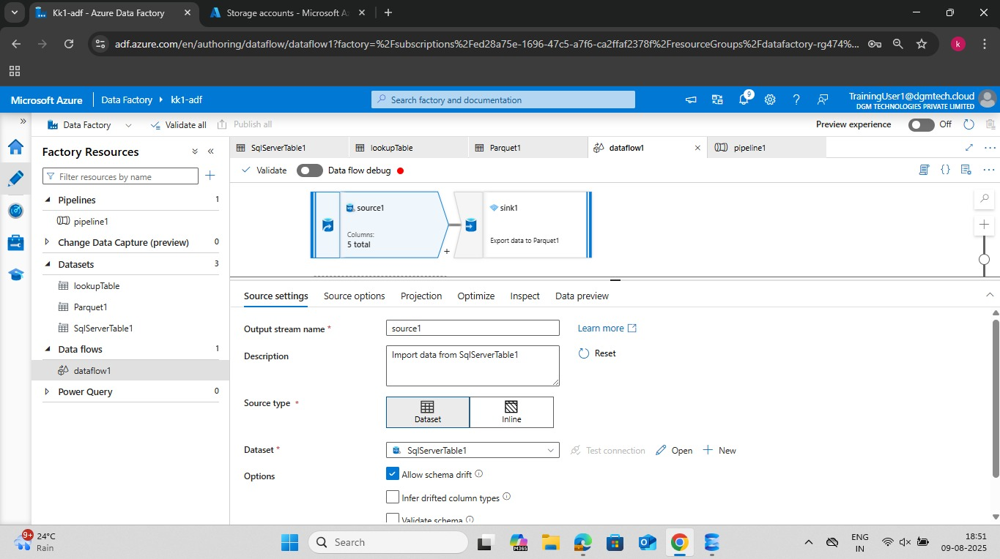 Kk1-adf - Azure Data Factory
Storage accounts - Microsoft A
adf.azure.com/en/authoring/dataflow/dataflow1?factory=%2Fsubscriptions%2Fed28a75e-1696-47c5-a7f6-ca2ffaf2378f%2FresourceGroups%2Fdatafactory-rg474%...
k
Microsoft Azure
Data Factory
kk1-adf
Search factory and documentation
9
TrainingUser1@dgmtech.cloud
DGM TECHNOLOGIES PRIVATE LIMITED
Data Factory
Validate all
Publish all
Preview experience
Off
Factory Resources
Filter resources by name
Pipelines 1
pipeline1
Change Data Capture (preview) 0
Datasets 3
lookupTable
Parquet1
SqlServerTable1
Data flows 1
dataflow1
Power Query 0
SqlServerTable1
lookupTable
Parquet1
dataflow1
pipeline1
Validate
Data flow debug
source1
Columns:
5 total
+
sink1
Export data to Parquet1
Source settings
Source options
Projection
Optimize
Inspect
Data preview
Output stream name *
source1
Learn more
Description
Import data from SqlServerTable1
Reset
Source type *
Dataset
Inline
Dataset *
SqlServerTable1
Test connection
Open
New
Options
Allow schema drift
Infer drifted column types
Validate schema
9+
24°C
Rain
Search
M365
ENG
IN
18:51
09-08-2025